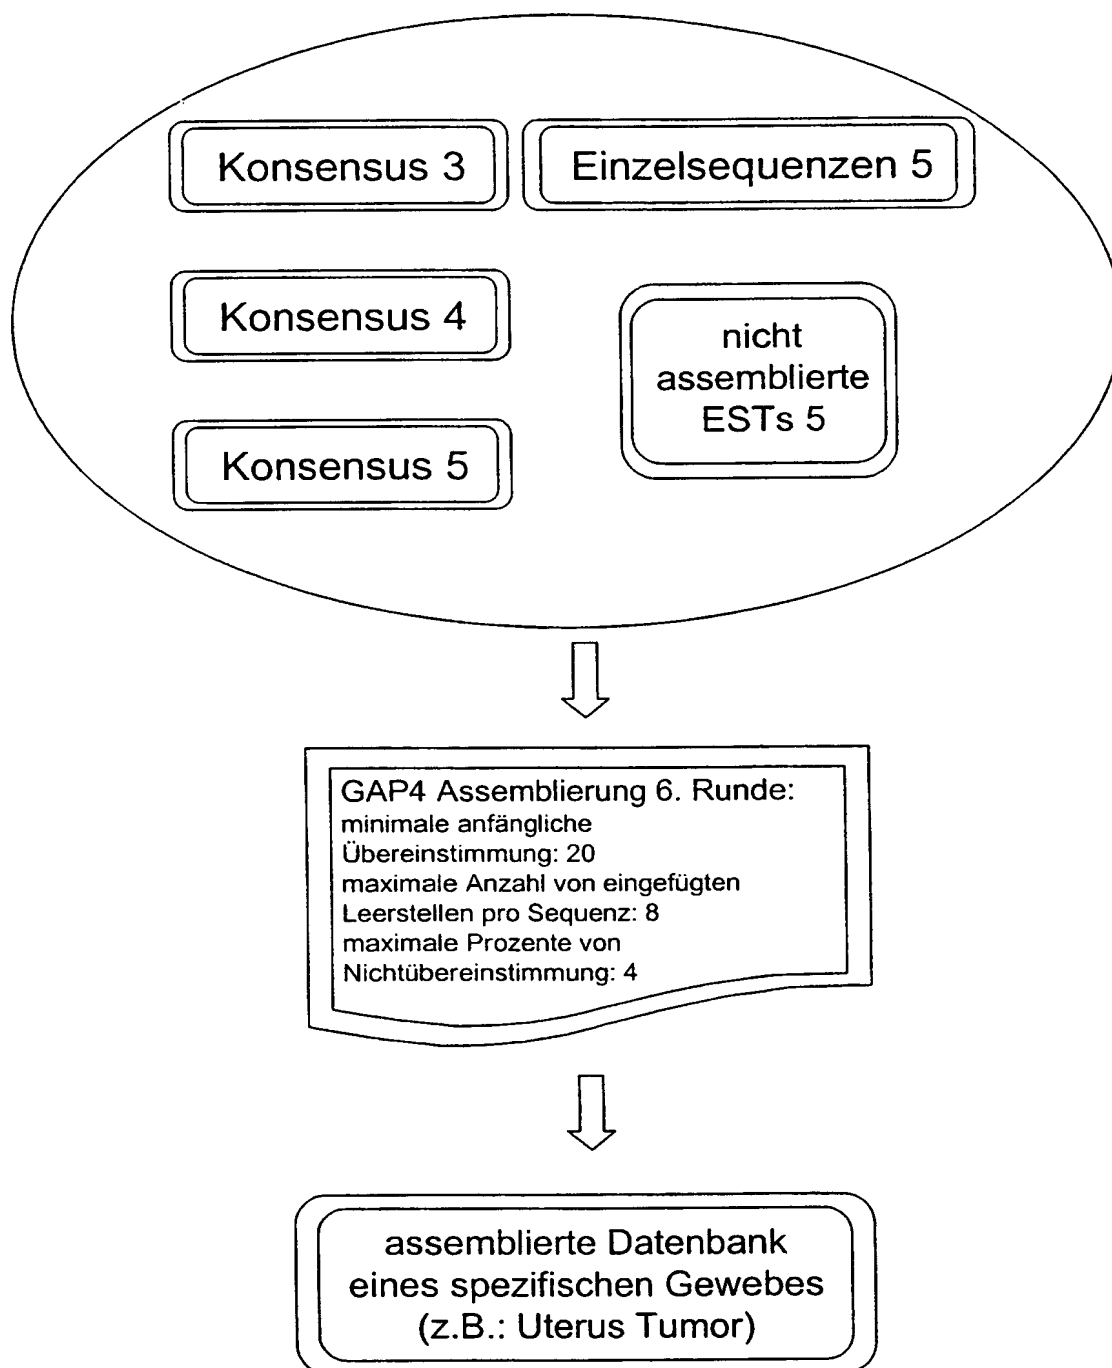 Konsensus 3
Einzelsequenzen 5
Konsensus 4
nicht
assemblierte
ESTs 5
Konsensus 5
GAP4 Assemblierung 6. Runde:
minimale anfängliche
Übereinstimmung: 20
maximale Anzahl von eingefügten
Leerstellen pro Sequenz: 8
maximale Prozente von
Nichtübereinstimmung: 4
assemblierte Datenbank
eines spezifischen Gewebes
(z.B.: Uterus Tumor)